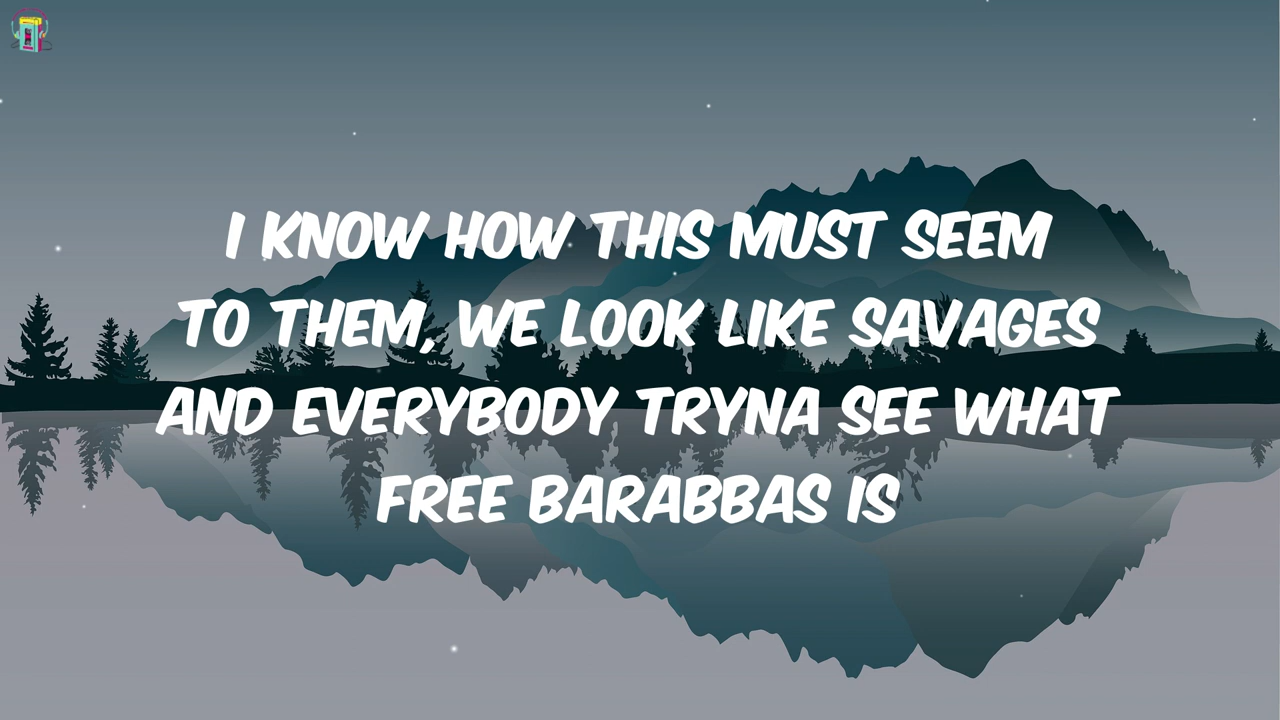 I KNOW HOW THIS MUST SEEM
TO THEM, WE LOOK LIKE SAVAGES
AND EVERYBODY TRYNA SEE WHAT
FREE BARABBAS IS